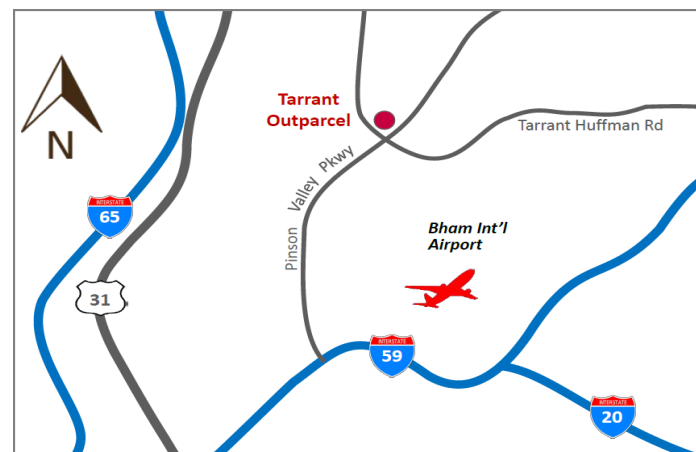 N
Tarrant
Outparcel
Tarrant Huffman Rd
Pinson Valley Pkwy
INTERSTATE
65
Bham Int'l
Airport
31
INTERSTATE
59
INTERSTATE
20